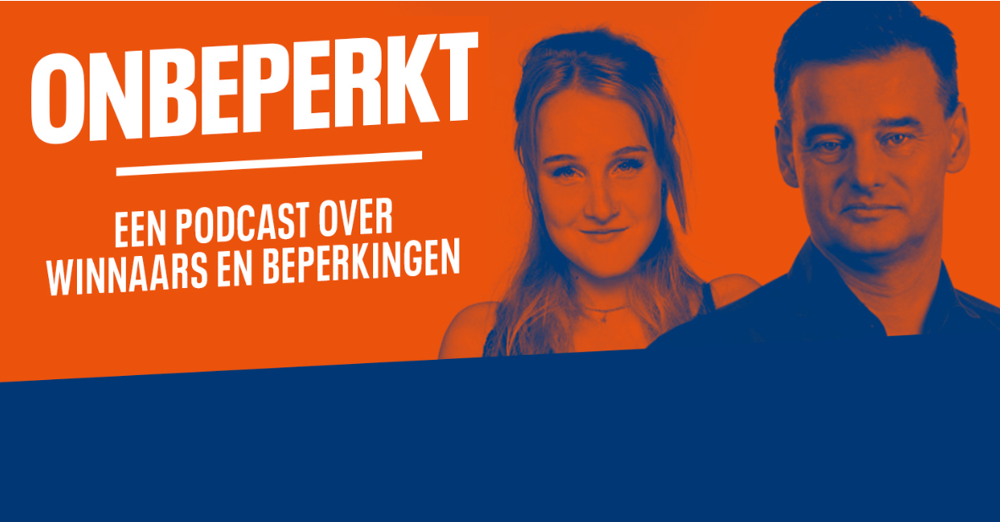 ONBEPERKT
EEN PODCAST OVER
WINNAARS EN BEPERKINGEN